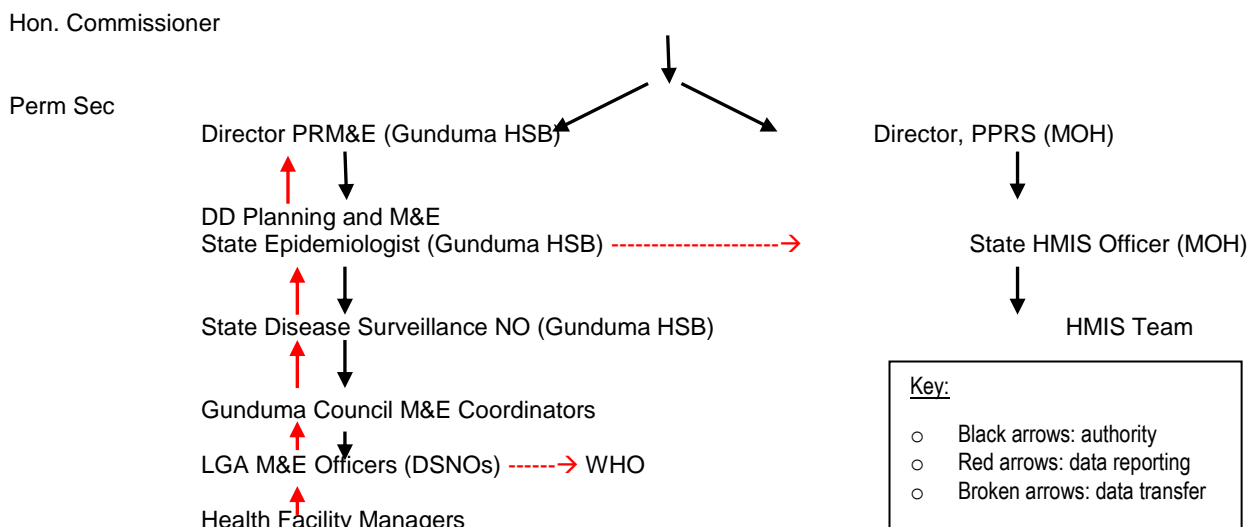 Hon. Commissioner
Perm Sec
Director PRM&E (Gunduma HSB)
Director, PPRS (MOH)
DD Planning and M&E
State Epidemiologist (Gunduma HSB)
State HMIS Officer (MOH)
State Disease Surveillance NO (Gunduma HSB)
HMIS Team
Gunduma Council M&E Coordinators
LGA M&E Officers (DSNOs) WHO
Health Facility Managers
Key:
Black arrows: authority
Red arrows: data reporting
Broken arrows: data transfer